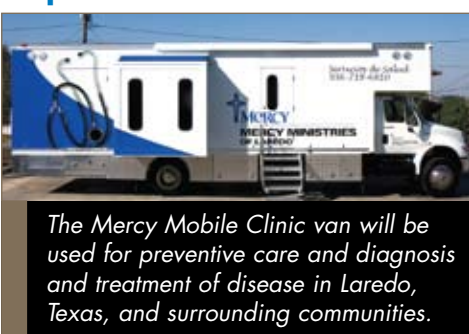 MERCY
MERCY MINISTRIES
OF LAREDO
The Mercy Mobile Clinic van will be
used for preventive care and diagnosis
and treatment of disease in Laredo,
Texas, and surrounding communities.